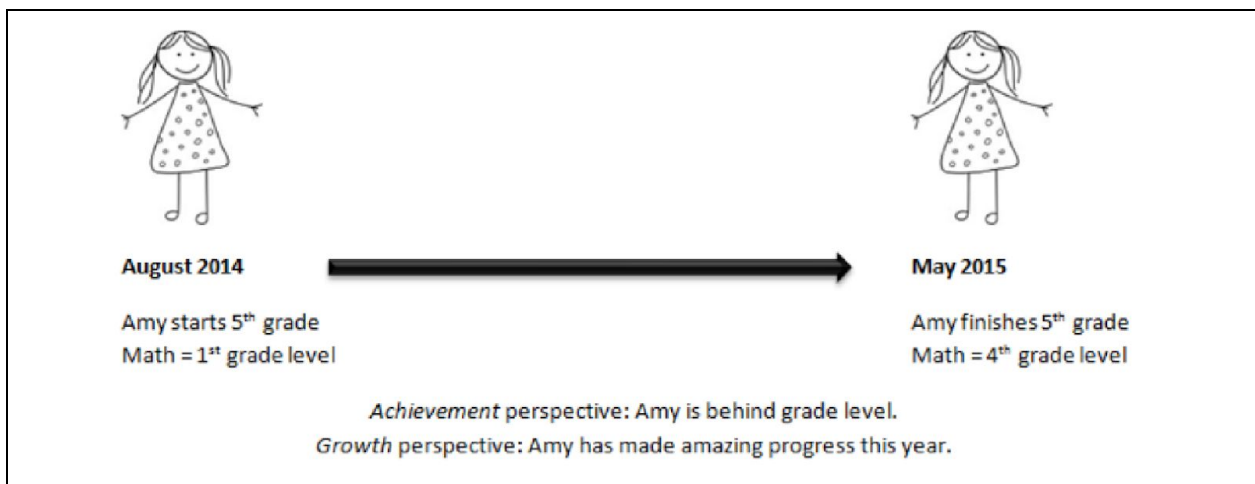 August 2014
May 2015
Amy starts 5th grade
Math = 1st grade level
Amy finishes 5th grade
Math = 4th grade level
Achievement perspective: Amy is behind grade level.
Growth perspective: Amy has made amazing progress this year.